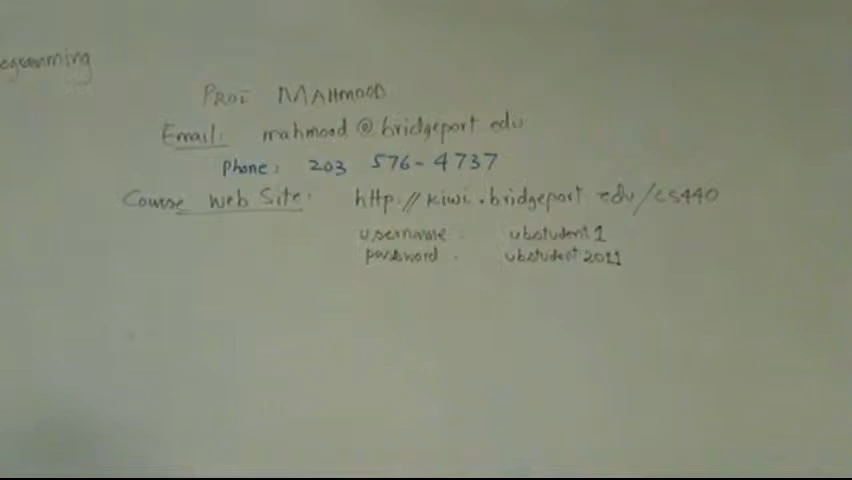 Programming
PROF MAHMOOD
Email: mahmood@bridgeport edu
Phone: 203 576-4737
Course Web Site: http://kiwi.bridgeport edu/cs440
username . ubstudent1
password . ubstudent2011